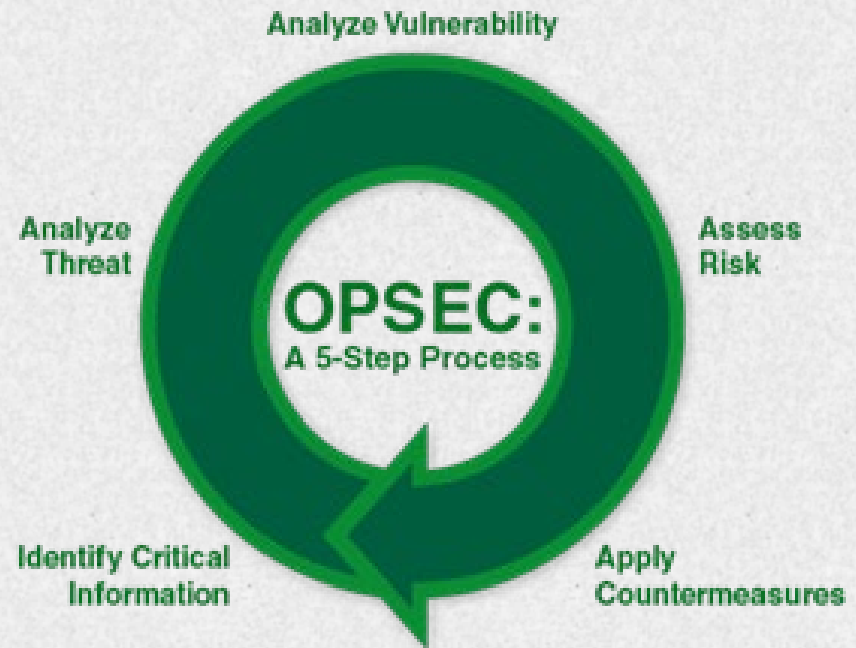 Analyze Vulnerability
Analyze
Threat
Assess
Risk
OPSEC:
A 5-Step Process
Identify Critical
Information
Apply
Countermeasures